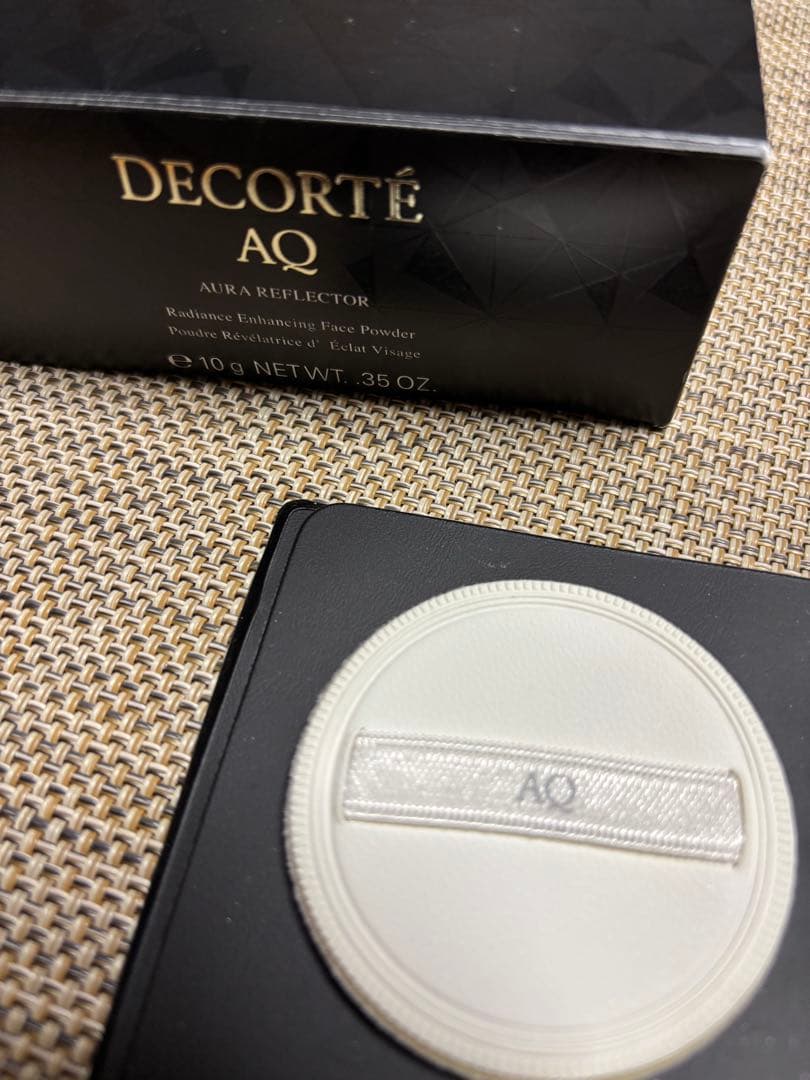 DECORTÉ
AQ
AURA REFLECTOR
Radiance Enhancing Face Powder
Poudre Révélatrice d' Éclat Visage
℮ 10 g NET WT. .35 OZ.
AQ